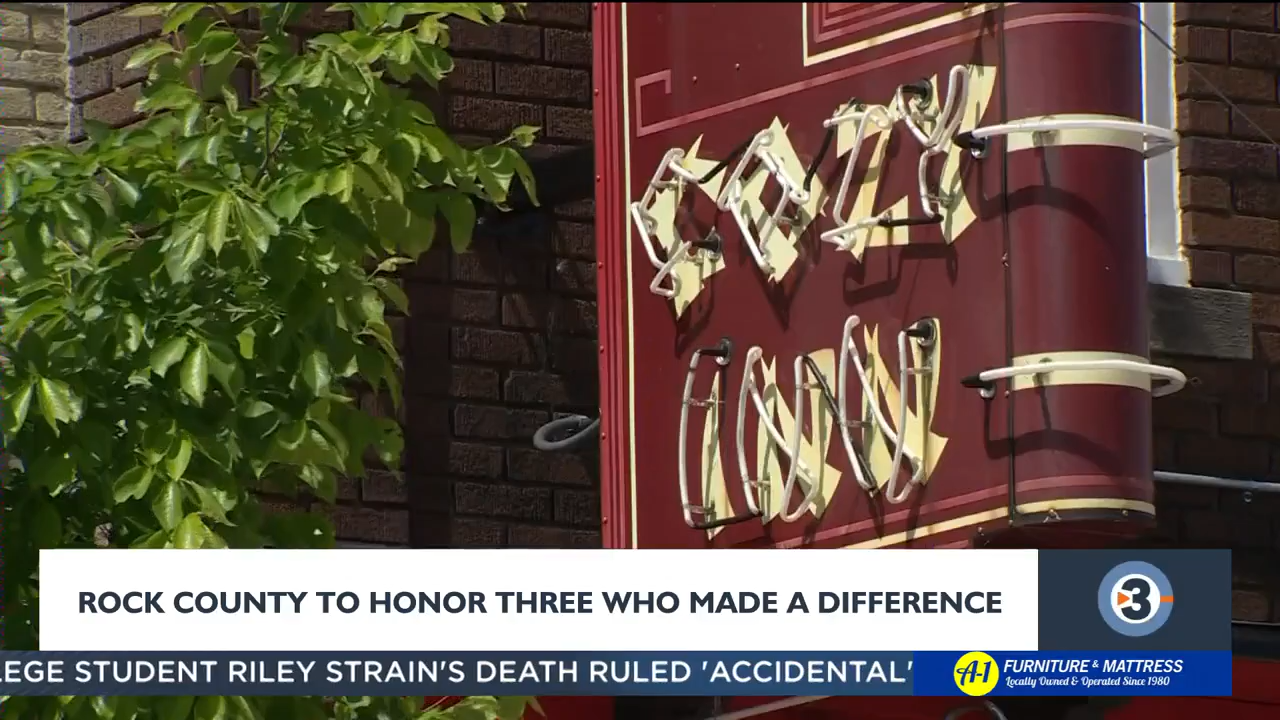 COZY
INN
ROCK COUNTY TO HONOR THREE WHO MADE A DIFFERENCE
3
LEGE STUDENT RILEY STRAIN'S DEATH RULED 'ACCIDENTAL'
A-1
FURNITURE & MATTRESS
Locally Owned & Operated Since 1980